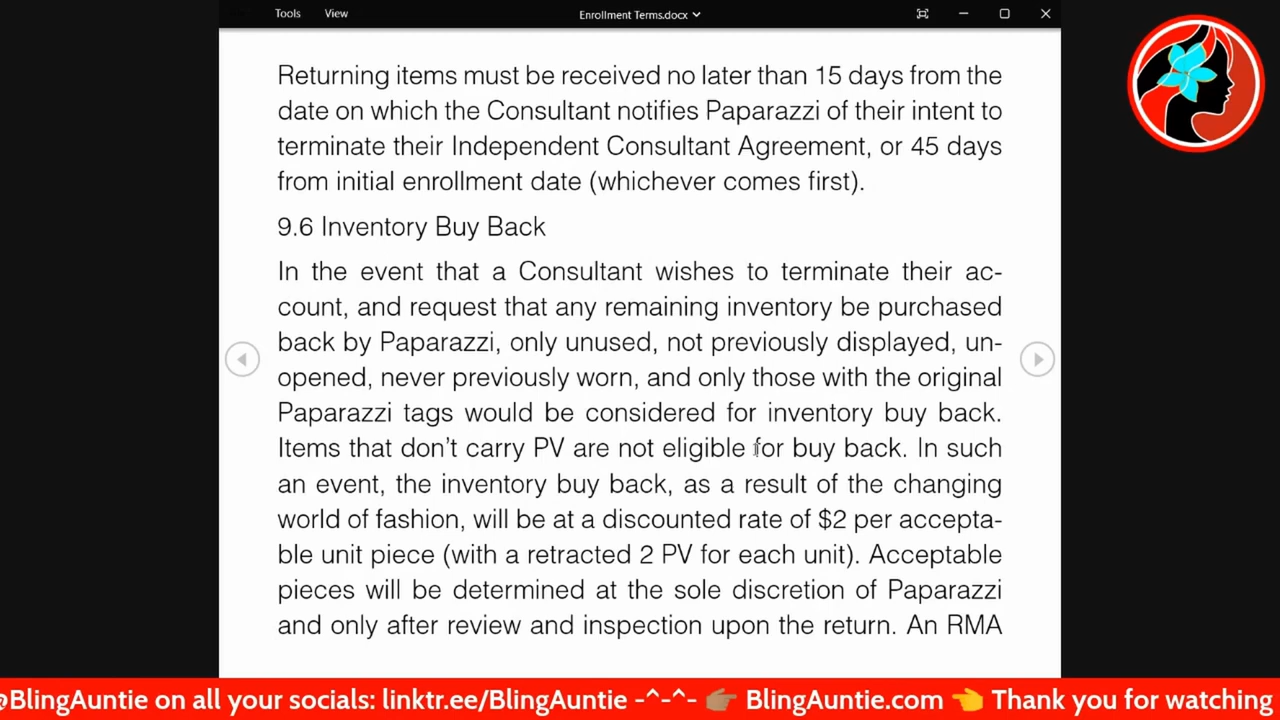 Tools View Enrollment Terms.docx
Returning items must be received no later than 15 days from the
date on which the Consultant notifies Paparazzi of their intent to
terminate their Independent Consultant Agreement, or 45 days
from initial enrollment date (whichever comes first).
9.6 Inventory Buy Back
In the event that a Consultant wishes to terminate their ac-
count, and request that any remaining inventory be purchased
back by Paparazzi, only unused, not previously displayed, un-
opened, never previously worn, and only those with the original
Paparazzi tags would be considered for inventory buy back.
Items that don't carry PV are not eligible for buy back. In such
an event, the inventory buy back, as a result of the changing
world of fashion, will be at a discounted rate of $2 per accepta-
ble unit piece (with a retracted 2 PV for each unit). Acceptable
pieces will be determined at the sole discretion of Paparazzi
and only after review and inspection upon the return. An RMA
@BlingAuntie on all your socials: linktr.ee/BlingAuntie -^-^- 👉🏽 BlingAuntie.com 👈 Thank you for watching